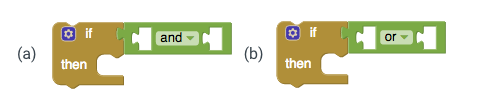 (a) if and (b) if or
then then